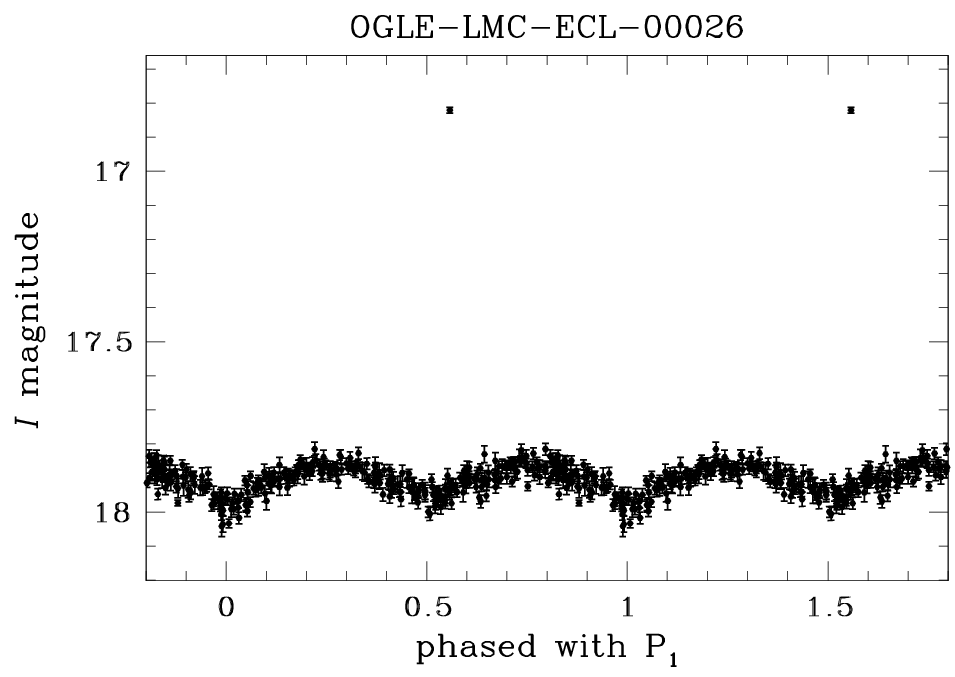 OGLE-LMC-ECL-00026
I magnitude
17
17.5
18
0 0.5 1 1.5
phased with P₁